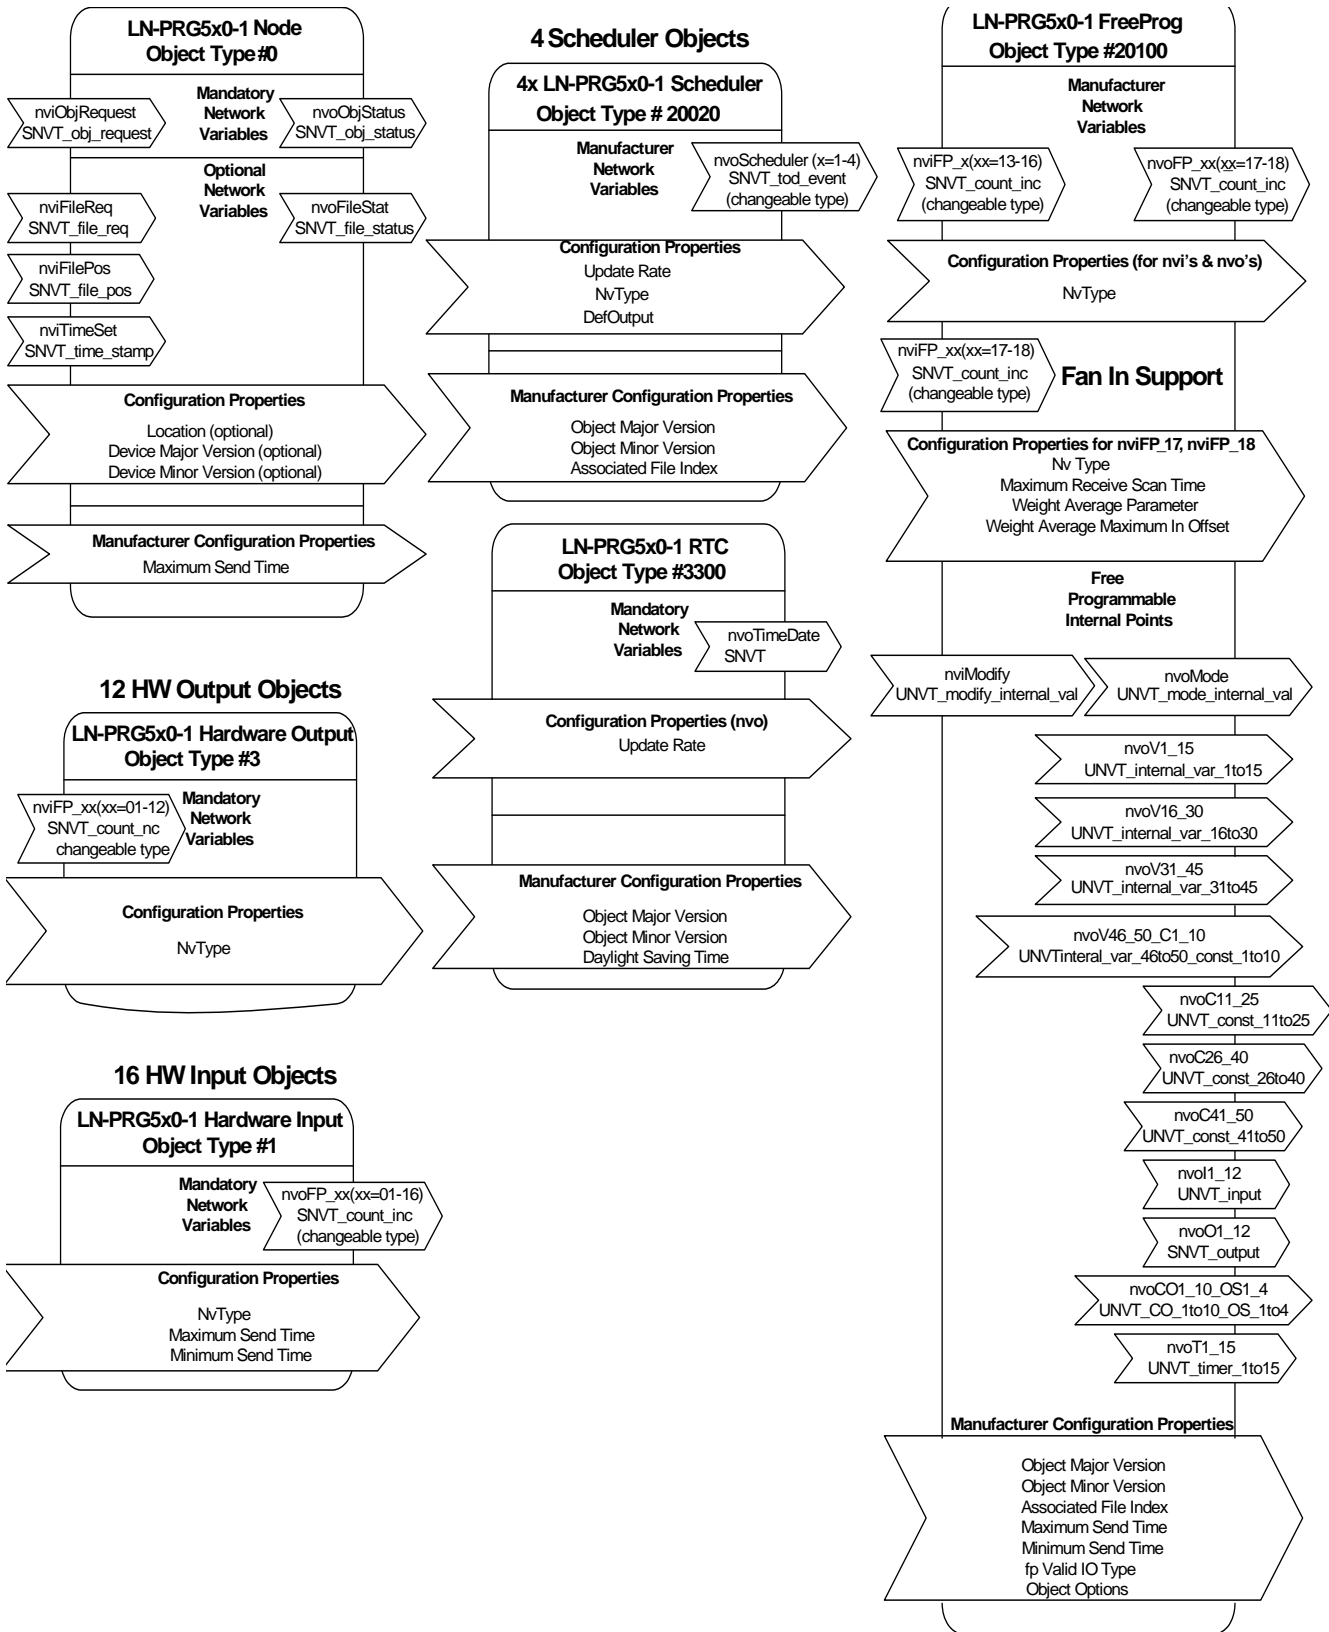 LN-PRG5x0-1 Node
Object Type #0
Mandatory
Network
Variables
nviObjRequest
SNVT_obj_request
nvoObjStatus
SNVT_obj_status
Optional
Network
Variables
nviFileReq
SNVT_file_req
nvoFileStat
SNVT_file_status
nviFilePos
SNVT_file_pos
nviTimeSet
SNVT_time_stamp
Configuration Properties
Location (optional)
Device Major Version (optional)
Device Minor Version (optional)
Manufacturer Configuration Properties
Maximum Send Time
12 HW Output Objects
LN-PRG5x0-1 Hardware Output
Object Type #3
nviFP_xx(xx=01-12)
SNVT_count_nc
changeable type
Mandatory
Network
Variables
Configuration Properties
NvType
16 HW Input Objects
LN-PRG5x0-1 Hardware Input
Object Type #1
Mandatory
Network
Variables
nvoFP_xx(xx=01-16)
SNVT_count_inc
(changeable type)
Configuration Properties
NvType
Maximum Send Time
Minimum Send Time
4 Scheduler Objects
4x LN-PRG5x0-1 Scheduler
Object Type # 20020
Manufacturer
Network
Variables
nvoScheduler (x=1-4)
SNVT_tod_event
(changeable type)
Configuration Properties
Update Rate
NvType
DefOutput
Manufacturer Configuration Properties
Object Major Version
Object Minor Version
Associated File Index
LN-PRG5x0-1 RTC
Object Type #3300
Mandatory
Network
Variables
nvoTimeDate
SNVT
Configuration Properties (nvo)
Update Rate
Manufacturer Configuration Properties
Object Major Version
Object Minor Version
Daylight Saving Time
LN-PRG5x0-1 FreeProg
Object Type #20100
Manufacturer
Network
Variables
nviFP_x(xx=13-16)
SNVT_count_inc
(changeable type)
nvoFP_xx(xx=17-18)
SNVT_count_inc
(changeable type)
Configuration Properties (for nvi's & nvo's)
NvType
nviFP_xx(xx=17-18)
SNVT_count_inc
(changeable type)
Fan In Support
Configuration Properties for nviFP_17, nviFP_18
Nv Type
Maximum Receive Scan Time
Weight Average Parameter
Weight Average Maximum In Offset
Free
Programmable
Internal Points
nviModify
UNVT_modify_internal_val
nvoMode
UNVT_mode_internal_val
nvoV1_15
UNVT_internal_var_1to15
nvoV16_30
UNVT_internal_var_16to30
nvoV31_45
UNVT_internal_var_31to45
nvoV46_50_C1_10
UNVTinteral_var_46to50_const_1to10
nvoC11_25
UNVT_const_11to25
nvoC26_40
UNVT_const_26to40
nvoC41_50
UNVT_const_41to50
nvoI1_12
UNVT_input
nvoO1_12
SNVT_output
nvoCO1_10_OS1_4
UNVT_CO_1to10_OS_1to4
nvoT1_15
UNVT_timer_1to15
Manufacturer Configuration Properties
Object Major Version
Object Minor Version
Associated File Index
Maximum Send Time
Minimum Send Time
fp Valid IO Type
Object Options